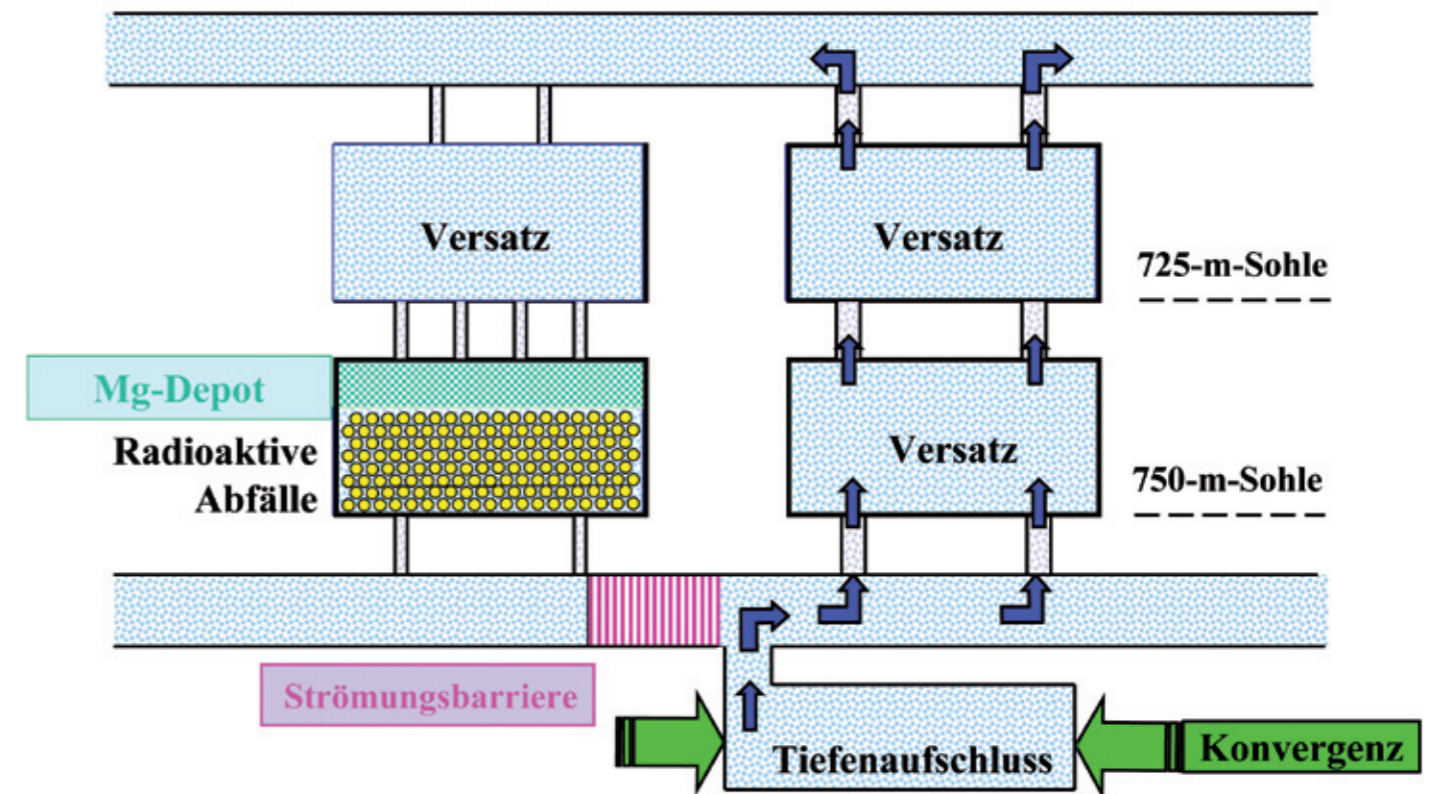 Versatz
Versatz
725-m-Sohle
Mg-Depot
Radioaktive
Abfälle
Versatz
750-m-Sohle
Strömungsbarriere
Tiefenaufschluss
Konvergenz